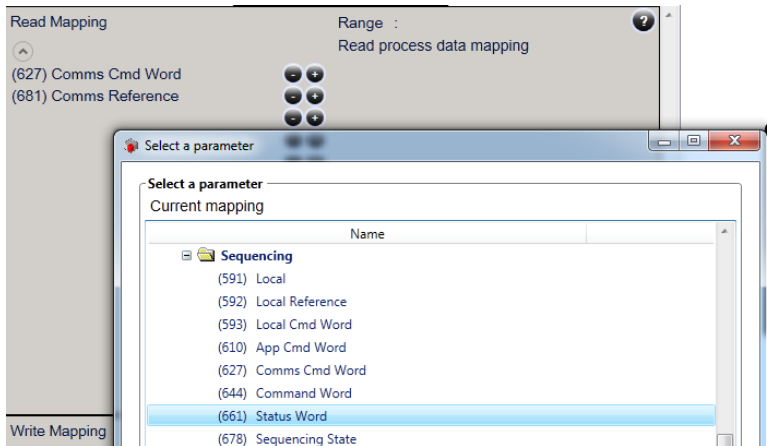 Read Mapping
Range :
?
Read process data mapping
(627) Comms Cmd Word
- +
(681) Comms Reference
- +
- +
Select a parameter
X
Select a parameter
Current mapping
Name
Sequencing
(591) Local
(592) Local Reference
(593) Local Cmd Word
(610) App Cmd Word
(627) Comms Cmd Word
(644) Command Word
(661) Status Word
(678) Sequencing State
Write Mapping